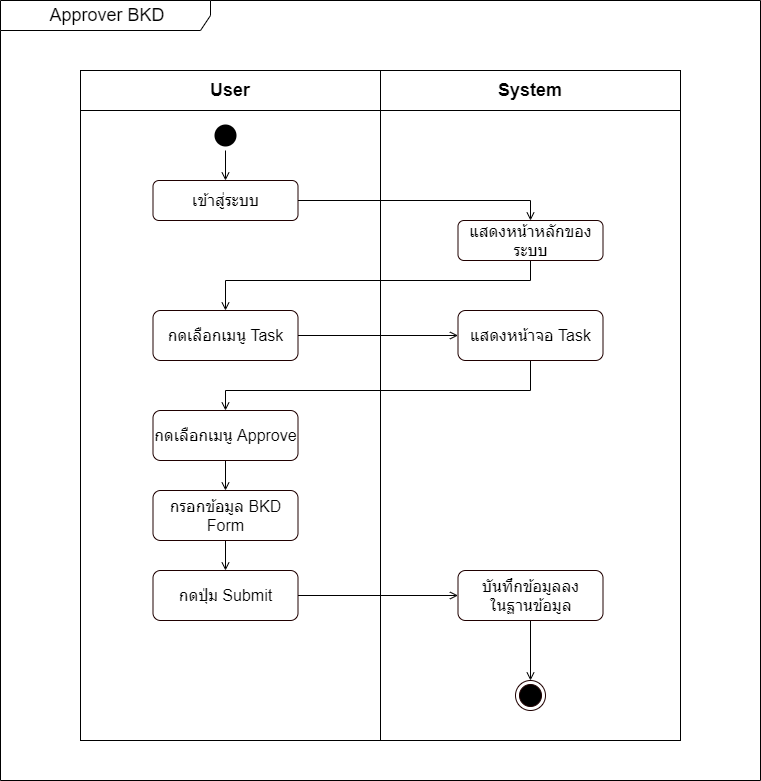 Approver BKD
User
System
เข้าสู่ระบบ
แสดงหน้าหลักของ
ระบบ
กดเลือกเมนู Task
แสดงหน้าจอ Task
กดเลือกเมนู Approve
กรอกข้อมูล BKD
Form
กดปุ่ม Submit
บันทึกข้อมูลลง
ในฐานข้อมูล